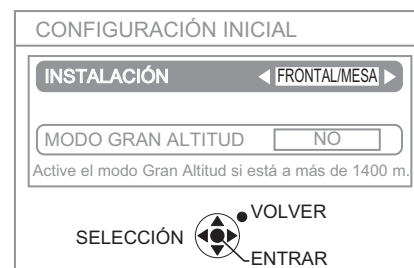 CONFIGURACIÓN INICIAL
INSTALACIÓN FRONTAL/MESA
MODO GRAN ALTITUD NO
Active el modo Gran Altitud si está a más de 1400 m.
VOLVER
SELECCIÓN
ENTRAR